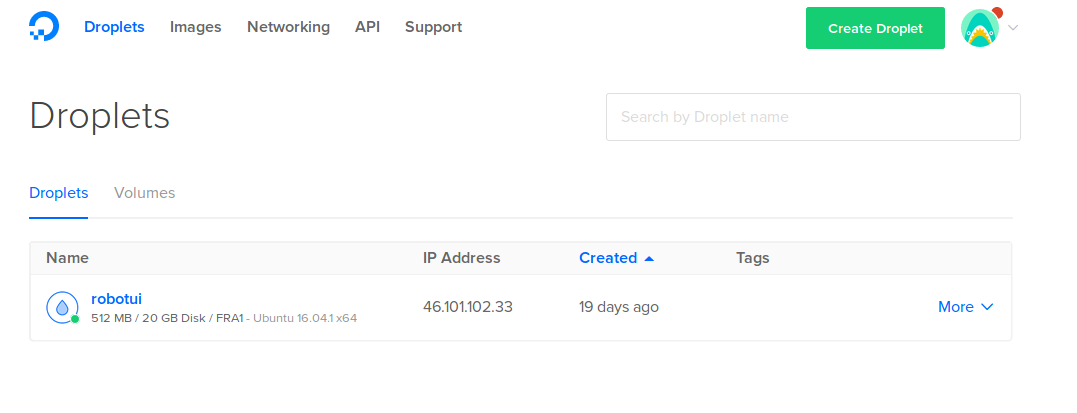 Droplets Images Networking API Support Create Droplet
Droplets
Search by Droplet name
Droplets Volumes
Name IP Address Created Tags
robotui 46.101.102.33 19 days ago More
512 MB / 20 GB Disk / FRA1 - Ubuntu 16.04.1 x64